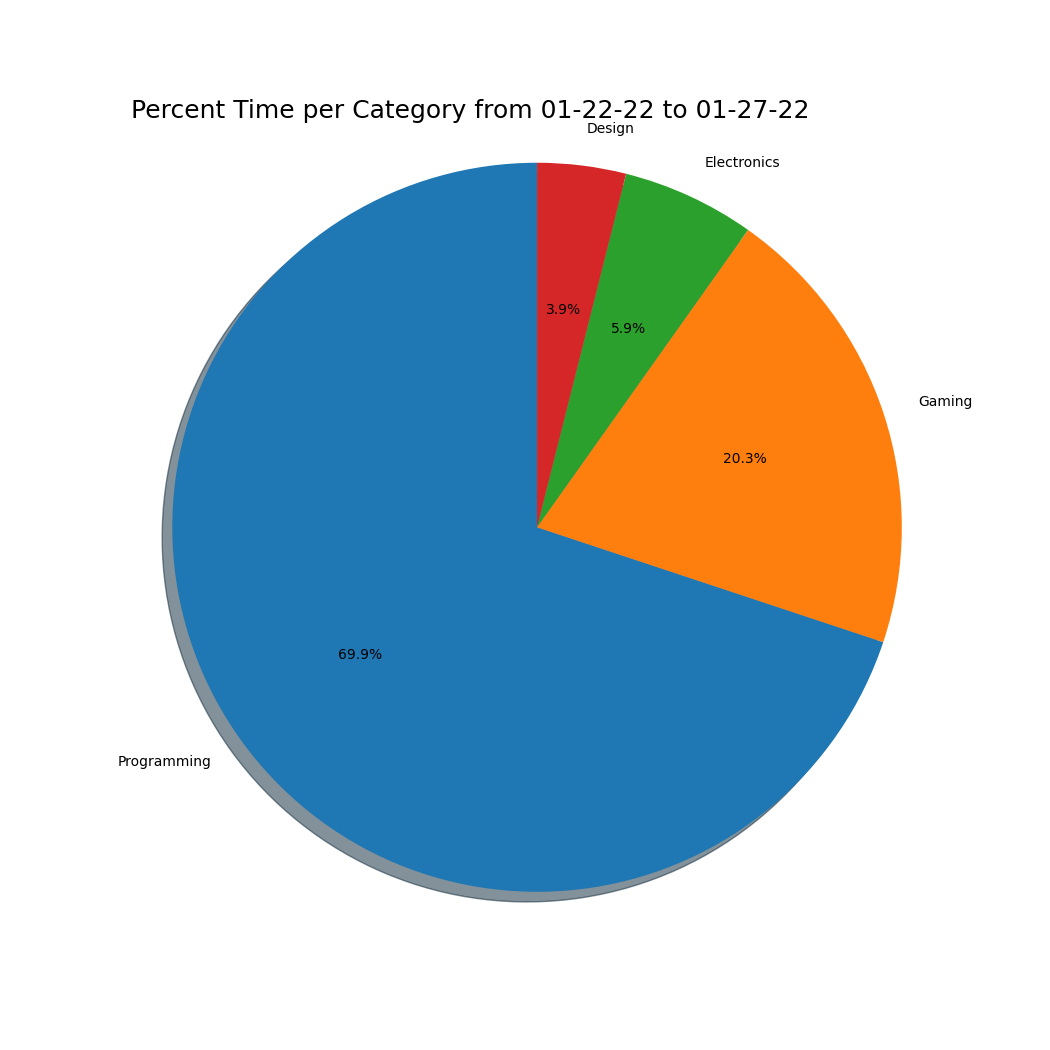 Percent Time per Category from 01-22-22 to 01-27-22
Design
Electronics
3.9%
5.9%
Gaming
20.3%
69.9%
Programming